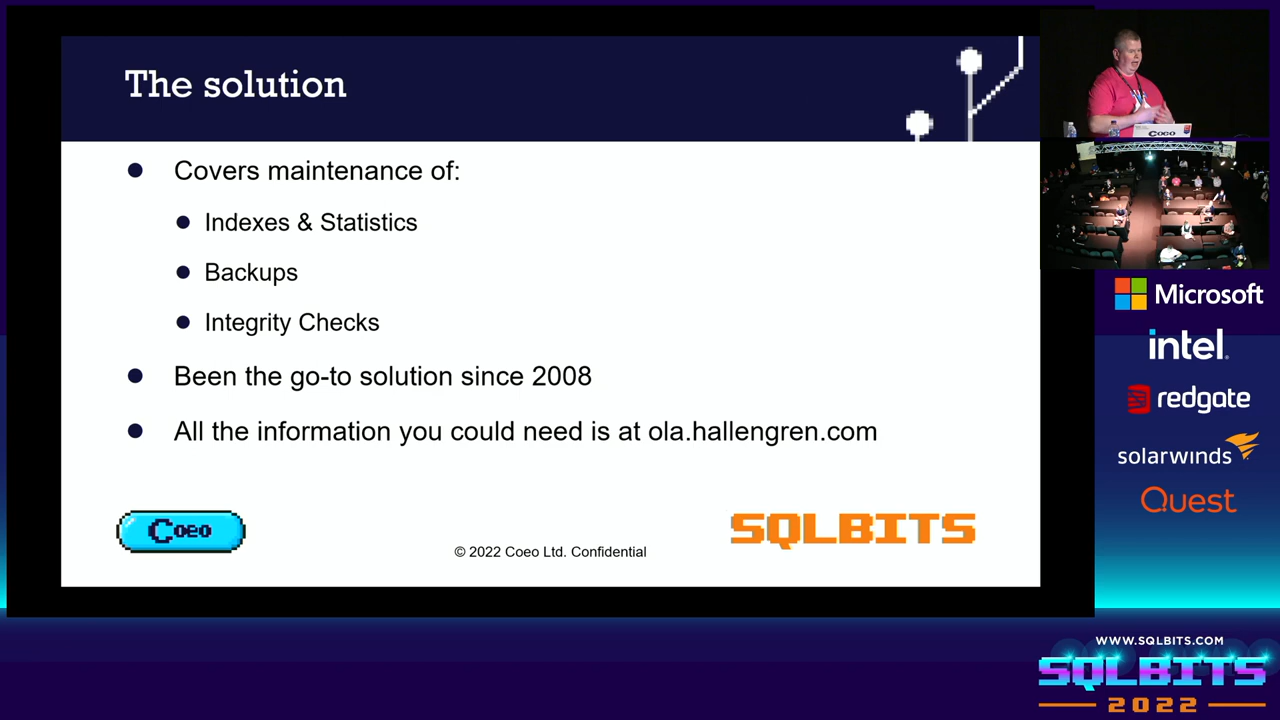 The solution
Covers maintenance of:
Indexes & Statistics
Backups
Integrity Checks
Been the go-to solution since 2008
All the information you could need is at ola.hallengren.com
Coeo
SQLBITS
© 2022 Coeo Ltd. Confidential
Coeo
Microsoft
intel.
redgate
solarwinds
Quest
WWW.SQLBITS.COM
SQLBITS
2022